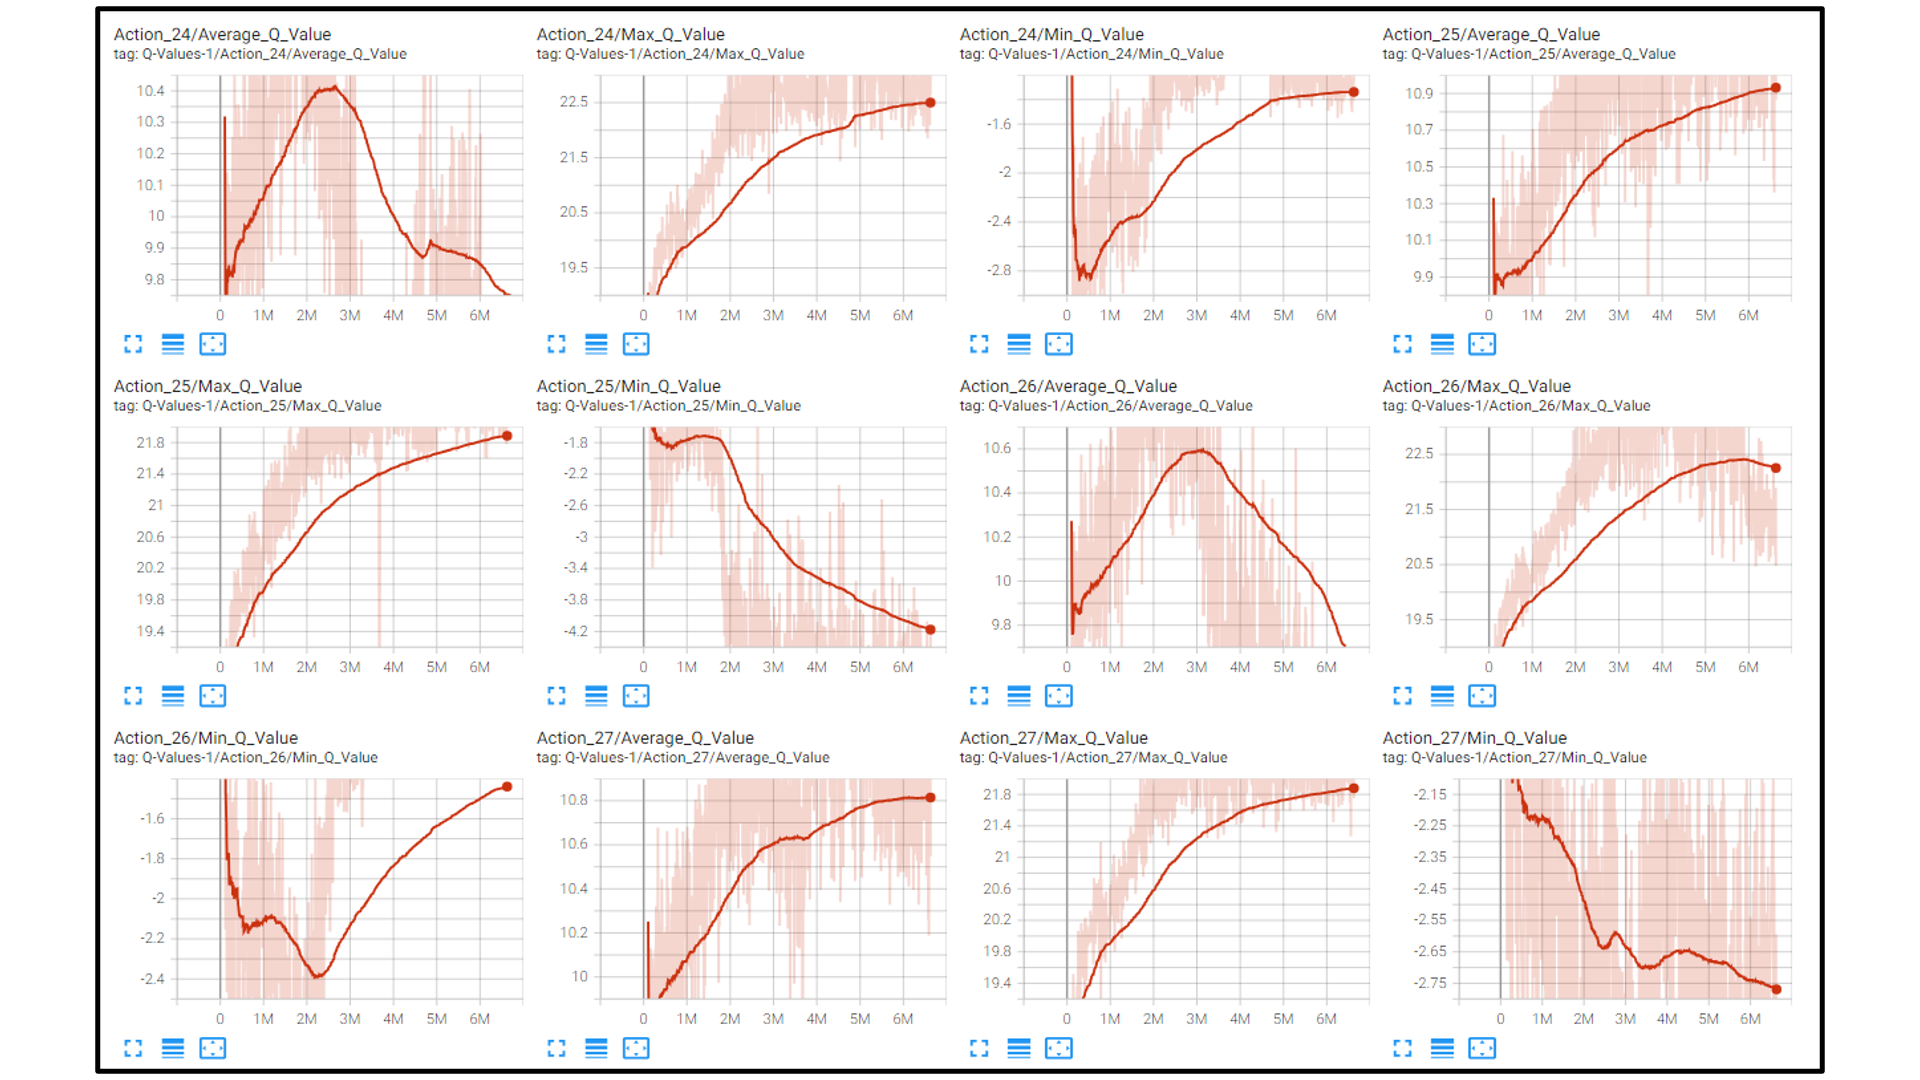 Action_24/Average_Q_Value
tag: Q-Values-1/Action_24/Average_Q_Value
10.4
10.3
10.2
10.1
10
9.9
9.8
0 1M 2M 3M 4M 5M 6M
Action_24/Max_Q_Value
tag: Q-Values-1/Action_24/Max_Q_Value
22.5
21.5
20.5
19.5
0 1M 2M 3M 4M 5M 6M
Action_24/Min_Q_Value
tag: Q-Values-1/Action_24/Min_Q_Value
-1.6
-2
-2.4
-2.8
0 1M 2M 3M 4M 5M 6M
Action_25/Average_Q_Value
tag: Q-Values-1/Action_25/Average_Q_Value
10.9
10.7
10.5
10.3
10.1
9.9
0 1M 2M 3M 4M 5M 6M
Action_25/Max_Q_Value
tag: Q-Values-1/Action_25/Max_Q_Value
21.8
21.4
21
20.6
20.2
19.8
19.4
0 1M 2M 3M 4M 5M 6M
Action_25/Min_Q_Value
tag: Q-Values-1/Action_25/Min_Q_Value
-1.8
-2.2
-2.6
-3
-3.4
-3.8
-4.2
0 1M 2M 3M 4M 5M 6M
Action_26/Average_Q_Value
tag: Q-Values-1/Action_26/Average_Q_Value
10.6
10.4
10.2
10
9.8
0 1M 2M 3M 4M 5M 6M
Action_26/Max_Q_Value
tag: Q-Values-1/Action_26/Max_Q_Value
22.5
21.5
20.5
19.5
0 1M 2M 3M 4M 5M 6M
Action_26/Min_Q_Value
tag: Q-Values-1/Action_26/Min_Q_Value
-1.6
-1.8
-2
-2.2
-2.4
0 1M 2M 3M 4M 5M 6M
Action_27/Average_Q_Value
tag: Q-Values-1/Action_27/Average_Q_Value
10.8
10.6
10.4
10.2
10
0 1M 2M 3M 4M 5M 6M
Action_27/Max_Q_Value
tag: Q-Values-1/Action_27/Max_Q_Value
21.8
21.4
21
20.6
20.2
19.8
19.4
0 1M 2M 3M 4M 5M 6M
Action_27/Min_Q_Value
tag: Q-Values-1/Action_27/Min_Q_Value
-2.15
-2.25
-2.35
-2.45
-2.55
-2.65
-2.75
0 1M 2M 3M 4M 5M 6M